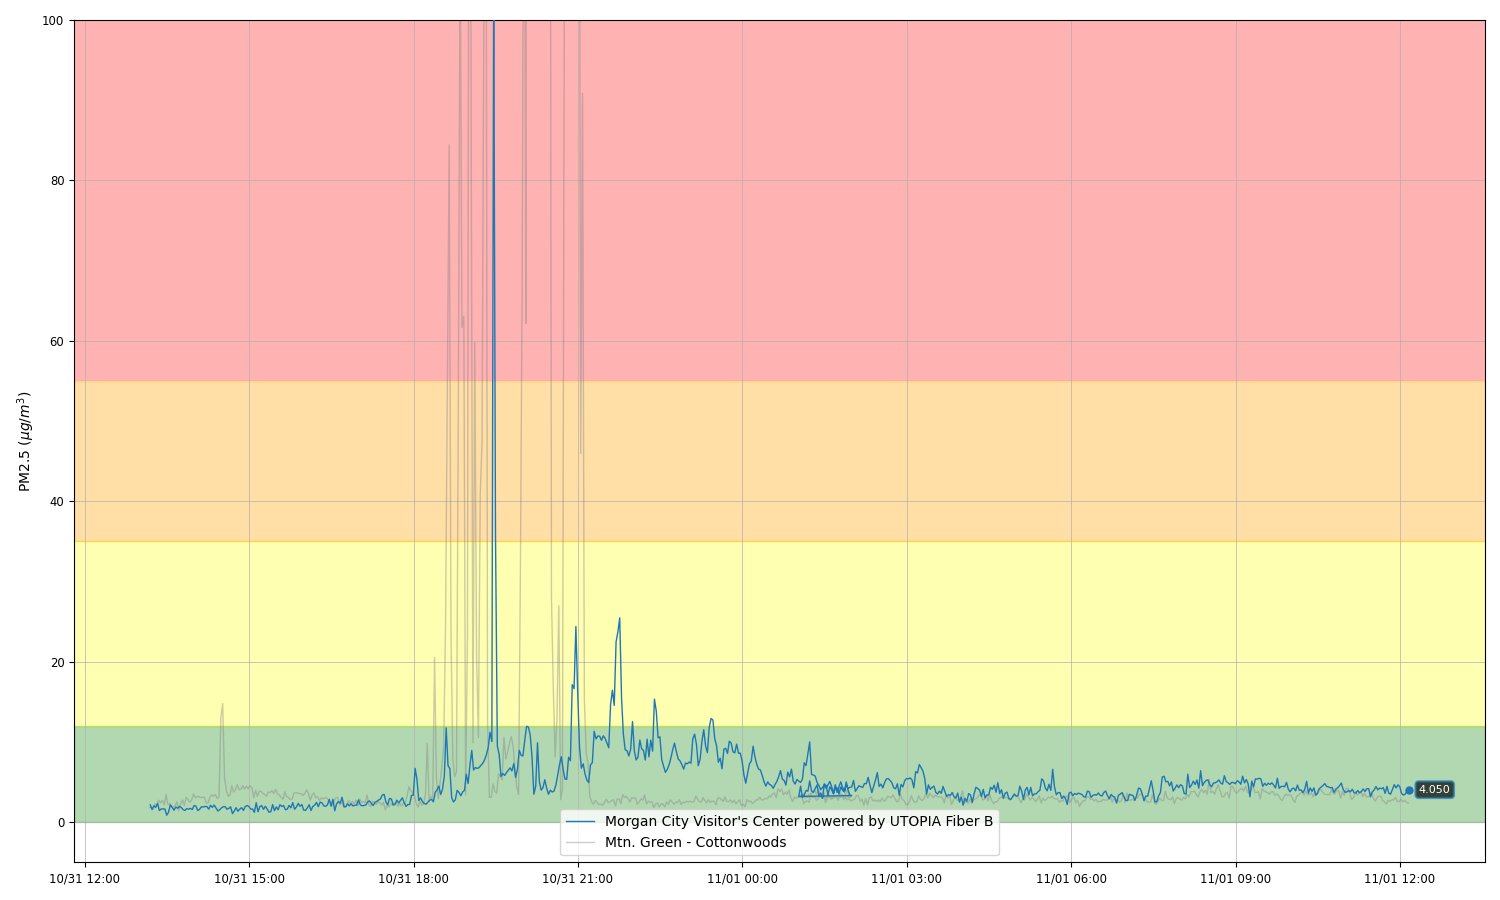 100
80
60
40
20
0
PM2.5 (μg/m³)
4.050
Morgan City Visitor's Center powered by UTOPIA Fiber B
Mtn. Green - Cottonwoods
10/31 12:00 10/31 15:00 10/31 18:00 10/31 21:00 11/01 00:00 11/01 03:00 11/01 06:00 11/01 09:00 11/01 12:00